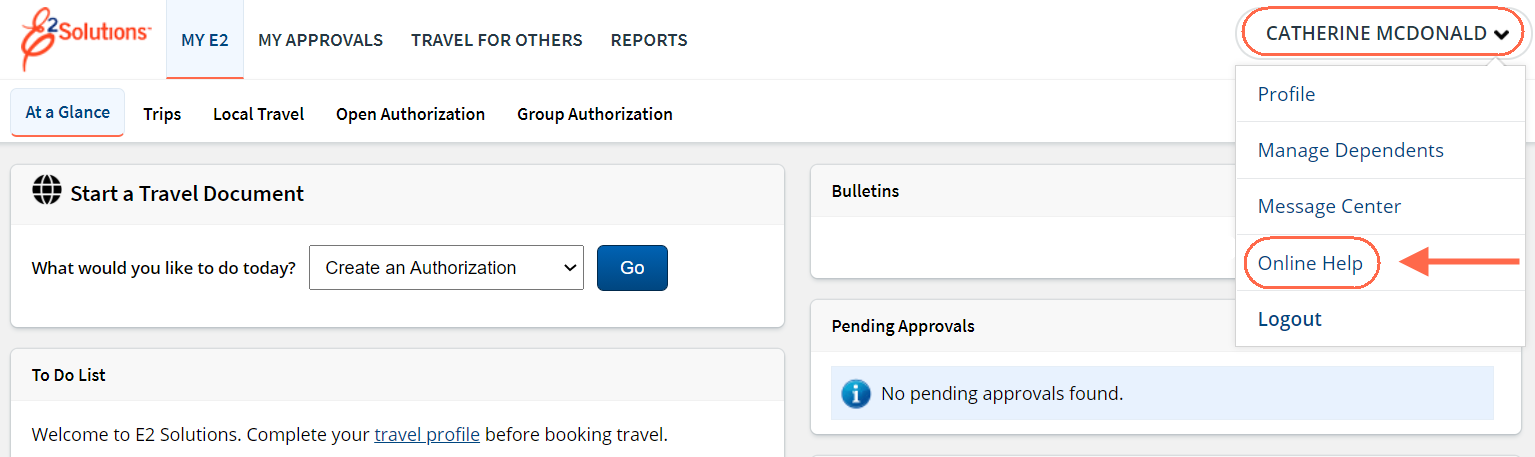 E2Solutions
MY E2 MY APPROVALS TRAVEL FOR OTHERS REPORTS
CATHERINE MCDONALD
At a Glance Trips Local Travel Open Authorization Group Authorization
Profile
Manage Dependents
Message Center
Online Help
Logout
Start a Travel Document
What would you like to do today? Create an Authorization Go
Bulletins
Pending Approvals
No pending approvals found.
To Do List
Welcome to E2 Solutions. Complete your travel profile before booking travel.